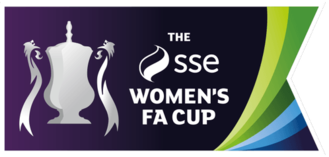 THE
sse
WOMEN'S
FA CUP